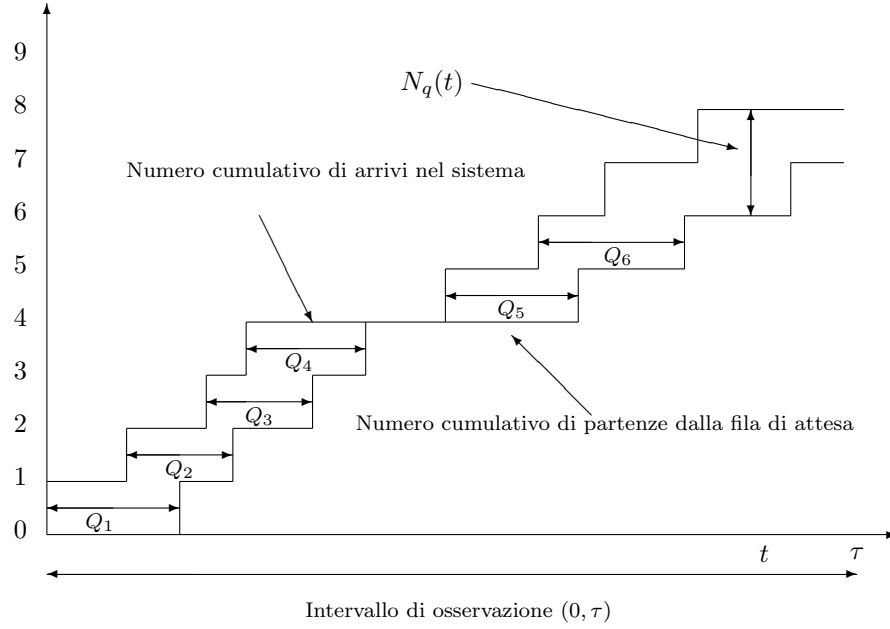 9
N_q(t)
8
7
Numero cumulativo di arrivi nel sistema
6
Q_6
5
Q_5
4
Q_4
3
Q_3
Numero cumulativo di partenze dalla fila di attesa
2
Q_2
1
Q_1
0
t
τ
Intervallo di osservazione (0, τ)